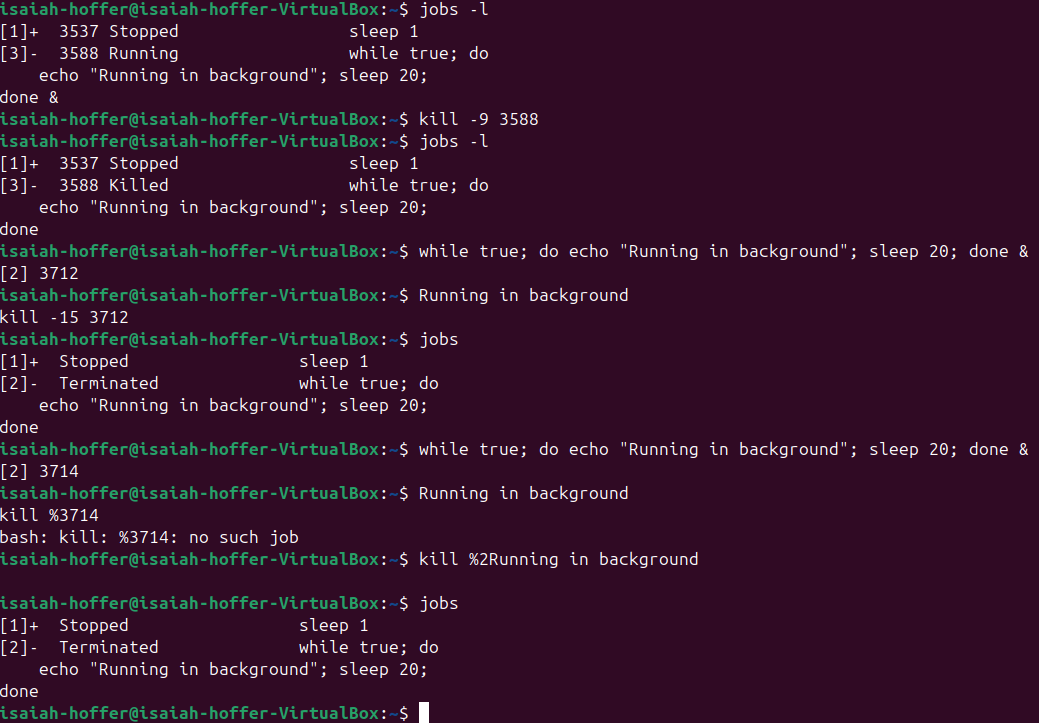 isaiah-hoffer@isaiah-hoffer-VirtualBox:~$ jobs -l
[1]+  3537 Stopped                 sleep 1
[3]-  3588 Running                 while true; do
    echo "Running in background"; sleep 20;
done &
isaiah-hoffer@isaiah-hoffer-VirtualBox:~$ kill -9 3588
isaiah-hoffer@isaiah-hoffer-VirtualBox:~$ jobs -l
[1]+  3537 Stopped                 sleep 1
[3]-  3588 Killed                  while true; do
    echo "Running in background"; sleep 20;
done
isaiah-hoffer@isaiah-hoffer-VirtualBox:~$ while true; do echo "Running in background"; sleep 20; done &
[2] 3712
isaiah-hoffer@isaiah-hoffer-VirtualBox:~$ Running in background
kill -15 3712
isaiah-hoffer@isaiah-hoffer-VirtualBox:~$ jobs
[1]+  Stopped                 sleep 1
[2]-  Terminated              while true; do
    echo "Running in background"; sleep 20;
done
isaiah-hoffer@isaiah-hoffer-VirtualBox:~$ while true; do echo "Running in background"; sleep 20; done &
[2] 3714
isaiah-hoffer@isaiah-hoffer-VirtualBox:~$ Running in background
kill %3714
bash: kill: %3714: no such job
isaiah-hoffer@isaiah-hoffer-VirtualBox:~$ kill %2Running in background

isaiah-hoffer@isaiah-hoffer-VirtualBox:~$ jobs
[1]+  Stopped                 sleep 1
[2]-  Terminated              while true; do
    echo "Running in background"; sleep 20;
done
isaiah-hoffer@isaiah-hoffer-VirtualBox:~$